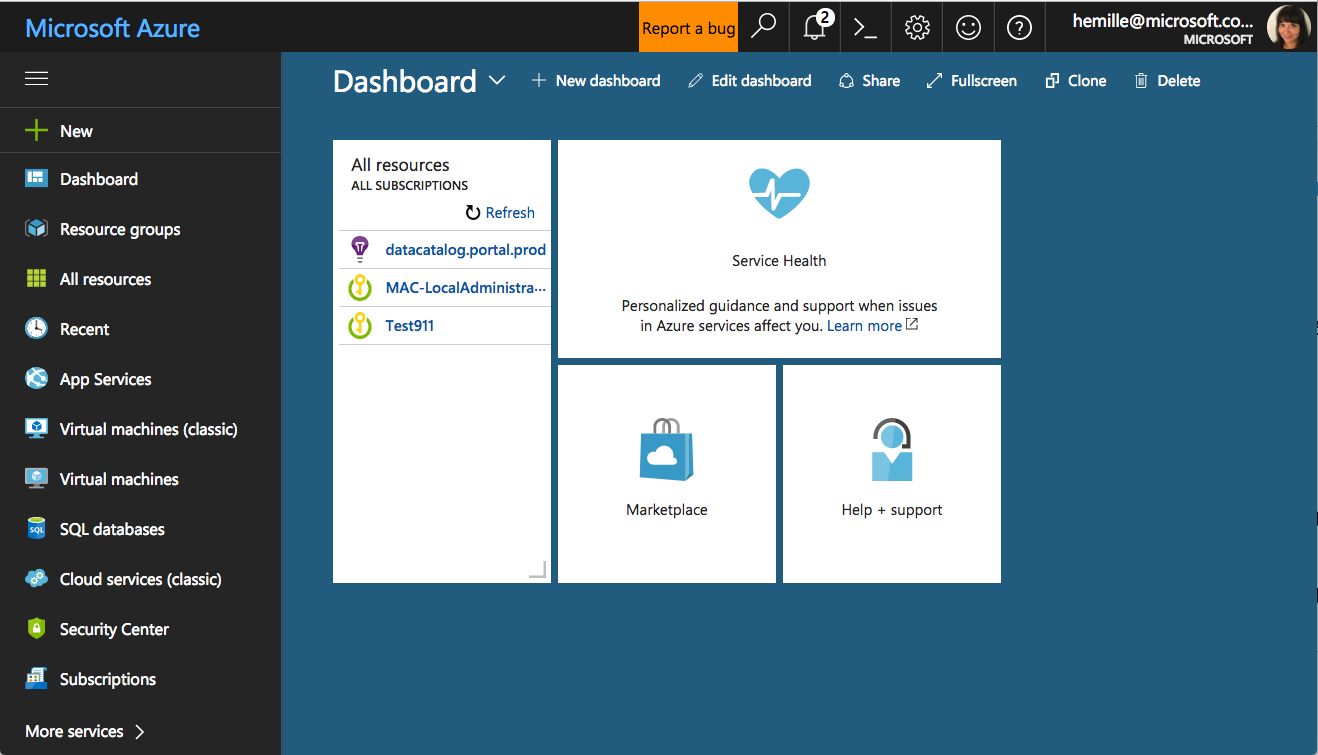 Microsoft Azure
Report a bug
2
hemille@microsoft.co...
MICROSOFT
New
Dashboard
Resource groups
All resources
Recent
App Services
Virtual machines (classic)
Virtual machines
SQL databases
SQL
Cloud services (classic)
Security Center
Subscriptions
More services
Dashboard
New dashboard
Edit dashboard
Share
Fullscreen
Clone
Delete
All resources
ALL SUBSCRIPTIONS
Refresh
datacatalog.portal.prod
MAC-LocalAdministra...
Test911
Service Health
Personalized guidance and support when issues
in Azure services affect you. Learn more
Marketplace
Help + support